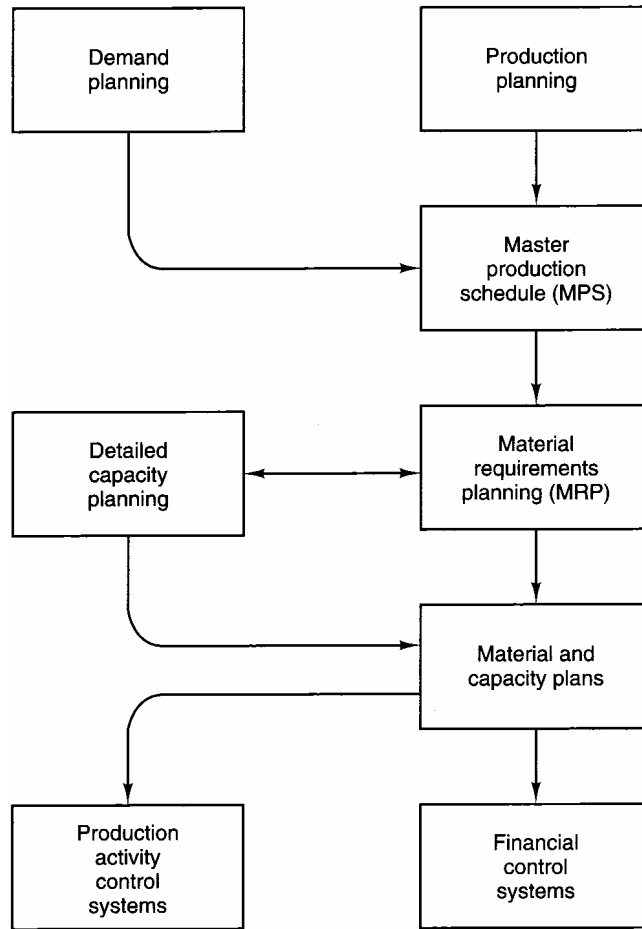 Demand
planning
Production
planning
Master
production
schedule (MPS)
Detailed
capacity
planning
Material
requirements
planning (MRP)
Material and
capacity plans
Production
activity
control
systems
Financial
control
systems